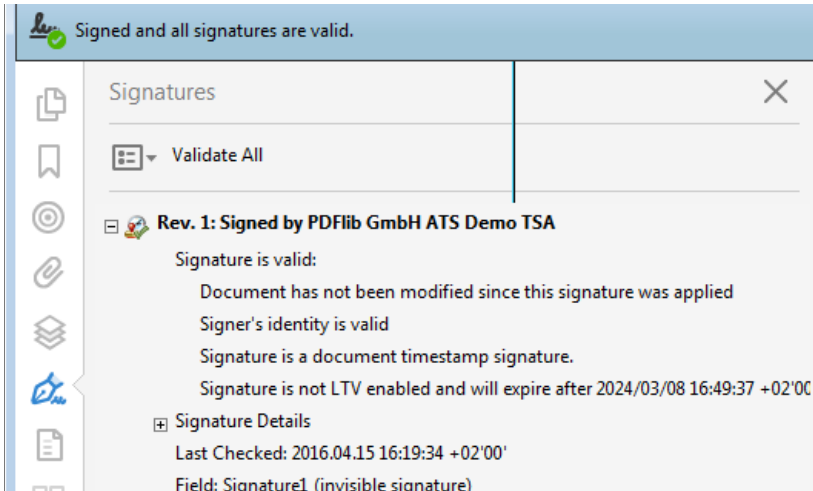 Signed and all signatures are valid.
Signatures
Validate All
Rev. 1: Signed by PDFlib GmbH ATS Demo TSA
Signature is valid:
Document has not been modified since this signature was applied
Signer's identity is valid
Signature is a document timestamp signature.
Signature is not LTV enabled and will expire after 2024/03/08 16:49:37 +02'00
Signature Details
Last Checked: 2016.04.15 16:19:34 +02'00'
Field: Signature1 (invisible signature)